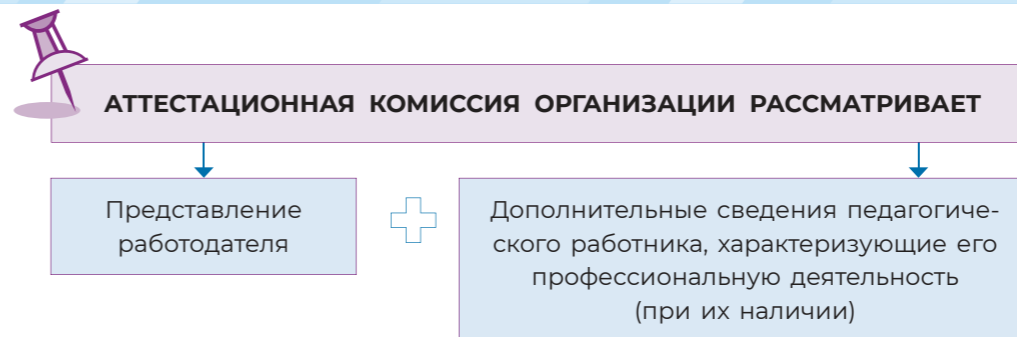 АТТЕСТАЦИОННАЯ КОМИССИЯ ОРГАНИЗАЦИИ РАССМАТРИВАЕТ
Представление
работодателя
Дополнительные сведения педагогиче-
ского работника, характеризующие его
профессиональную деятельность
(при их наличии)